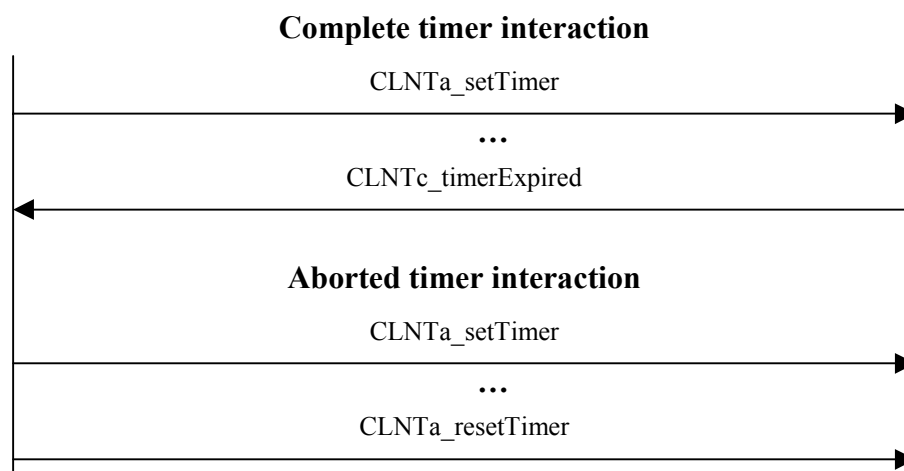 Complete timer interaction
CLNTa_setTimer
...
CLNTc_timerExpired
Aborted timer interaction
CLNTa_setTimer
...
CLNTa_resetTimer